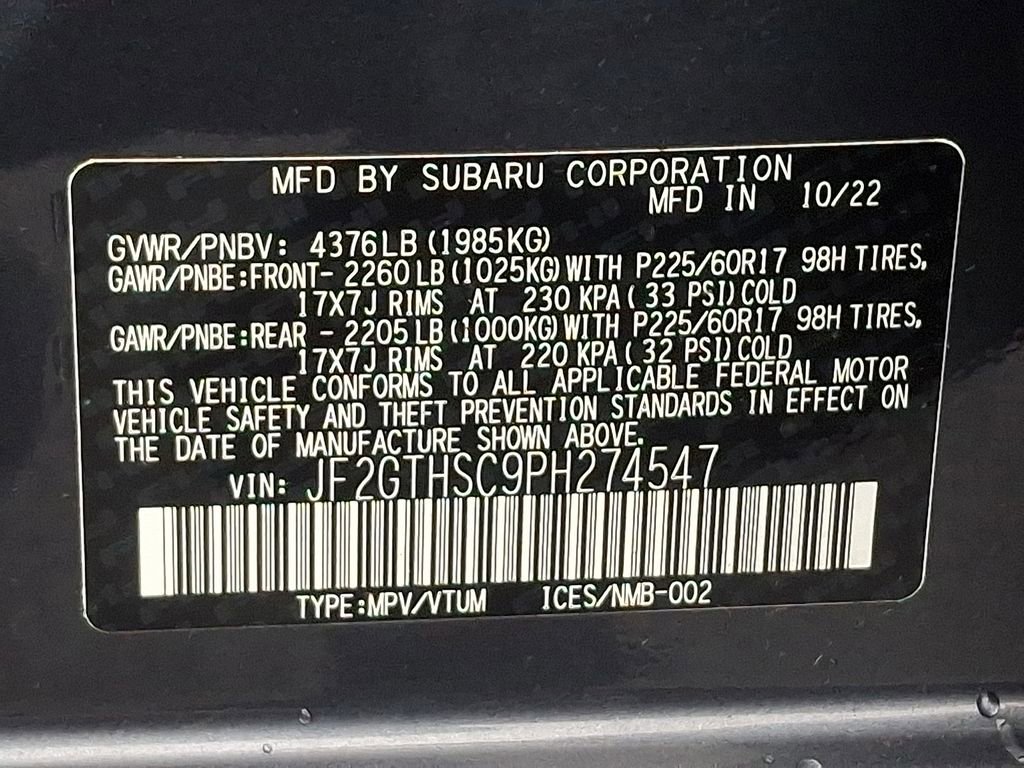 MFD BY SUBARU CORPORATION
MFD IN 10/22
GVWR/PNBV: 4376LB (1985KG)
GAWR/PNBE:FRONT- 2260 LB (1025KG) WITH P225/60R17 98H TIRES,
17X7J RIMS AT 230 KPA ( 33 PSI) COLD
GAWR/PNBE:REAR - 2205 LB (1000KG) WITH P225/60R17 98H TIRES,
17X7J RIMS AT 220 KPA ( 32 PSI) COLD
THIS VEHICLE CONFORMS TO ALL APPLICABLE FEDERAL MOTOR
VEHICLE SAFETY AND THEFT PREVENTION STANDARDS IN EFFECT ON
THE DATE OF MANUFACTURE SHOWN ABOVE.
VIN: JF2GTHSC9PH274547
TYPE:MPV/VTUM ICES/NMB-002